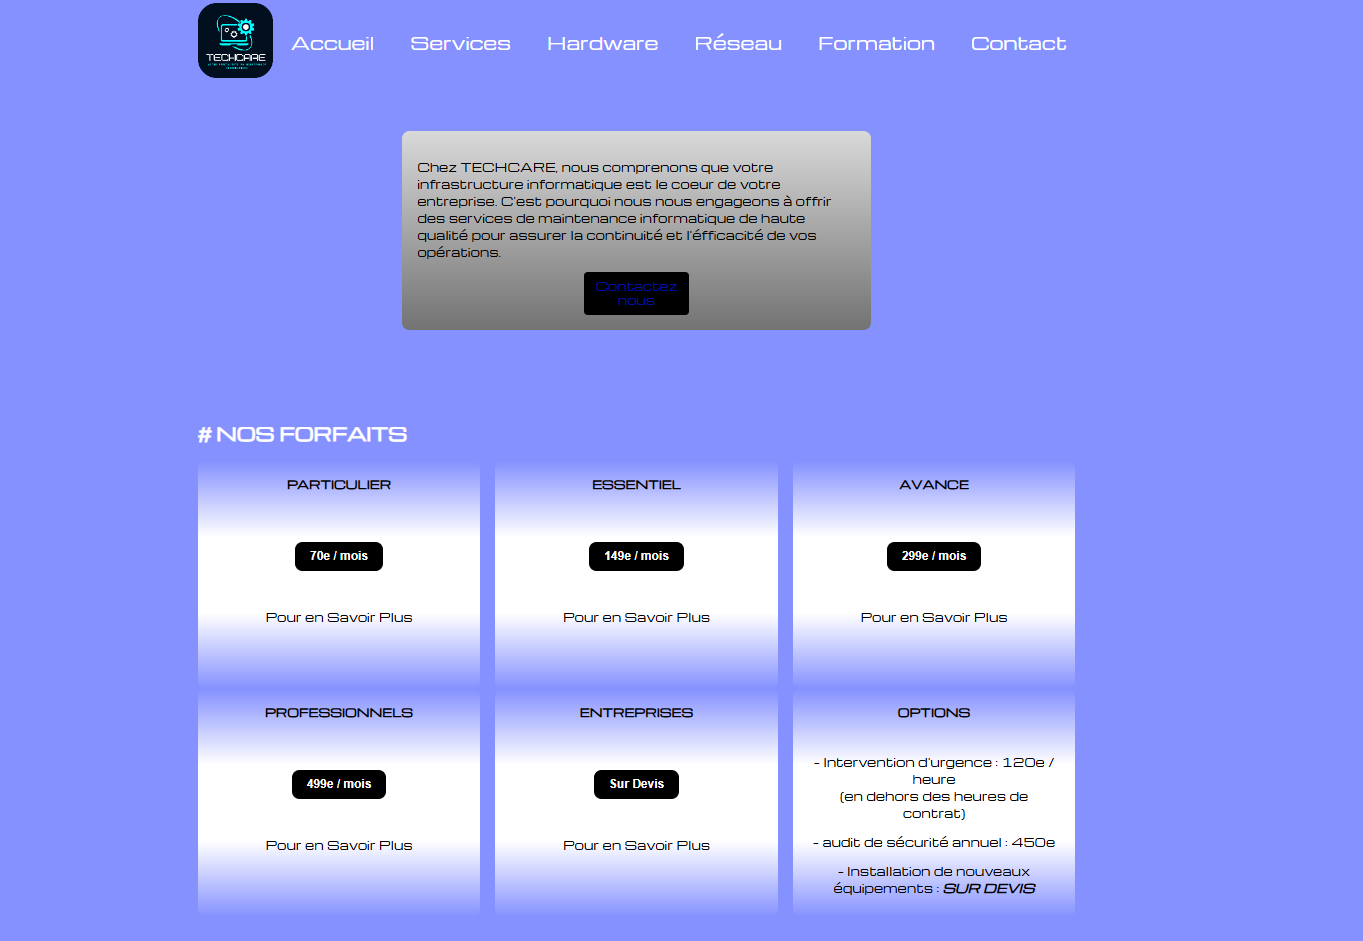 TECHCARE
Accueil Services Hardware Réseau Formation Contact
Chez TECHCARE, nous comprenons que votre
infrastructure informatique est le coeur de votre
entreprise. C'est pourquoi nous nous engageons à offrir
des services de maintenance informatique de haute
qualité pour assurer la continuité et l'éfficacité de vos
opérations.
Contactez
nous
# NOS FORFAITS
PARTICULIER
70e / mois
Pour en Savoir Plus
ESSENTIEL
149e / mois
Pour en Savoir Plus
AVANCE
299e / mois
Pour en Savoir Plus
PROFESSIONNELS
499e / mois
Pour en Savoir Plus
ENTREPRISES
Sur Devis
Pour en Savoir Plus
OPTIONS
- Intervention d'urgence : 120e /
heure
(en dehors des heures de
contrat)
- audit de sécurité annuel : 450e
- Installation de nouveaux
équipements : SUR DEVIS